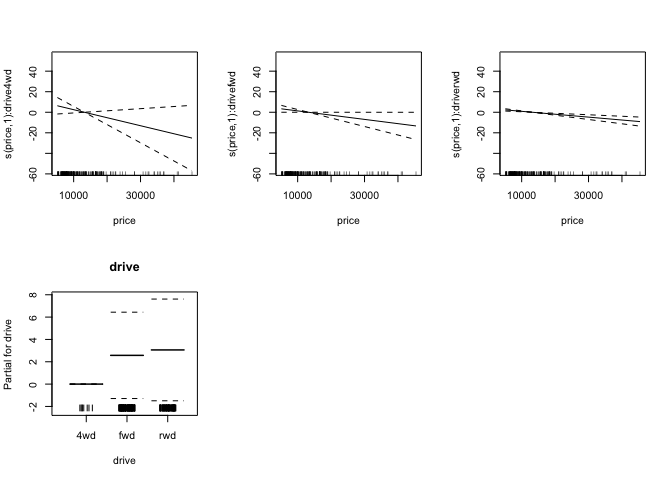 s(price,1):drive4wd
-60
-20
0
20
40
10000
30000
price
s(price,1):drivefwd
-60
-20
0
20
40
10000
30000
price
s(price,1):driverwd
-60
-20
0
20
40
10000
30000
price
drive
Partial for drive
-2
0
2
4
6
8
4wd
fwd
rwd
drive